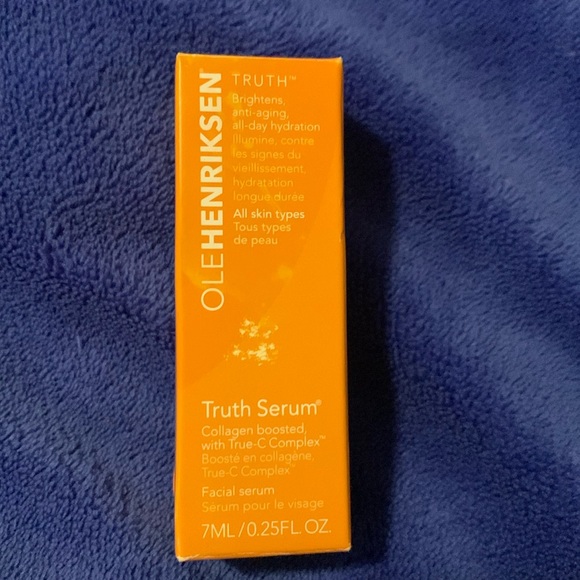 OLEHENRIKSEN®
TRUTH™
Brightens,
anti-aging,
all-day hydration
Illumine, contre
les signes du
vieillissement,
hydratation
longue durée
All skin types
Tous types
de peau
Truth Serum®
Collagen boosted,
with True-C Complex™
Boosté en collagène,
True-C Complex™
Facial serum
Sérum pour le visage
7ML/0.25FL.OZ.